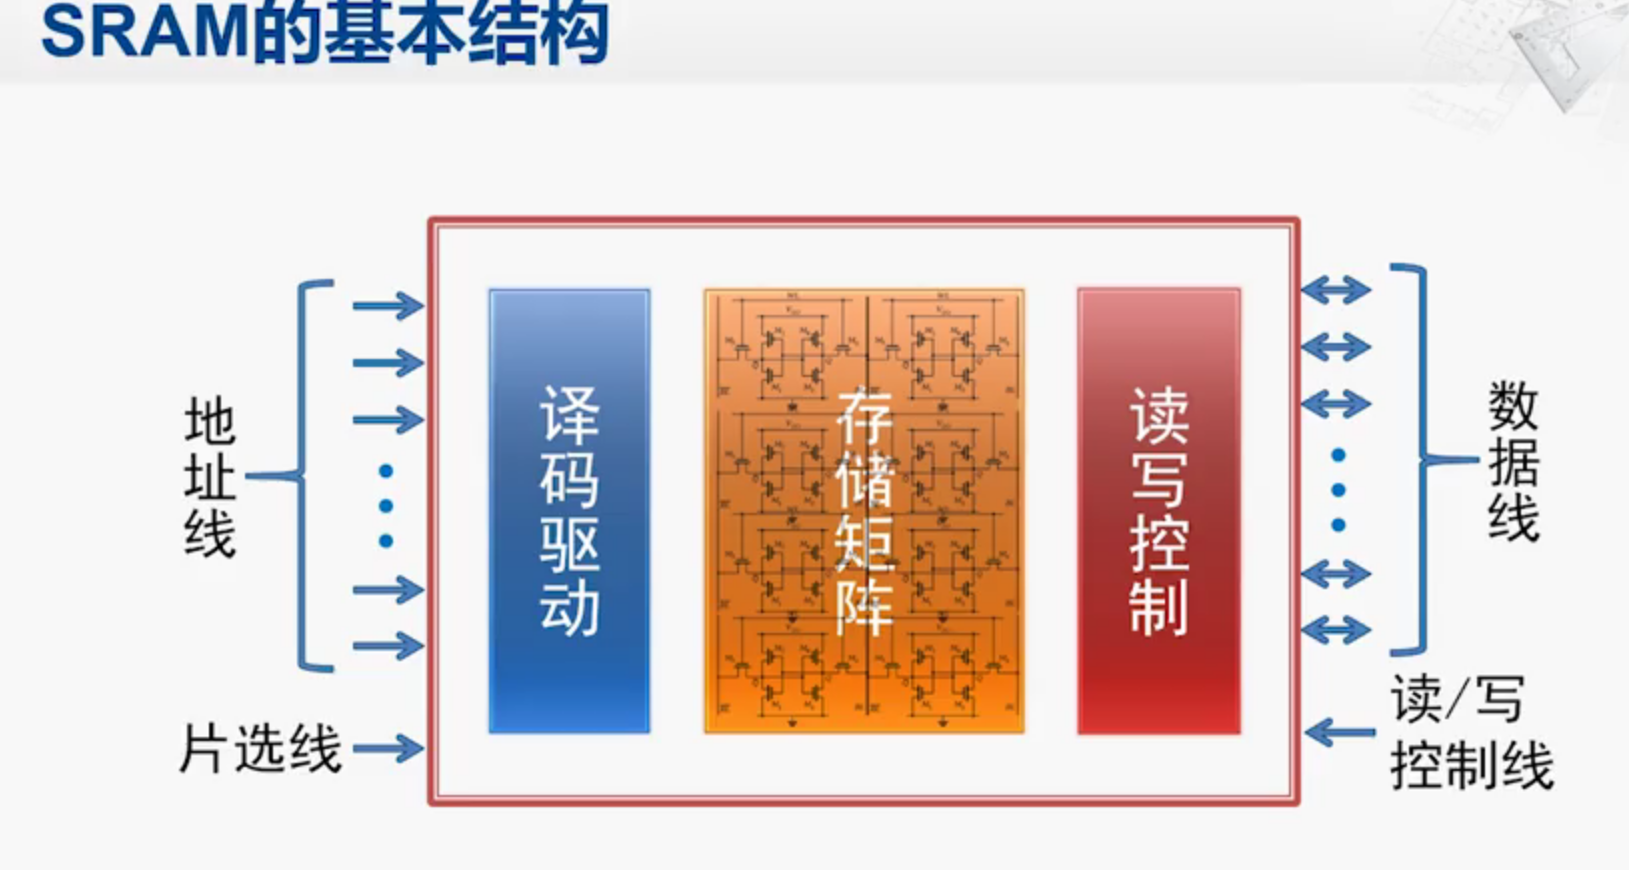 SRAM的基本结构
地址线
片选线
译码驱动
存储矩阵
读写控制
数据线
读/写
控制线